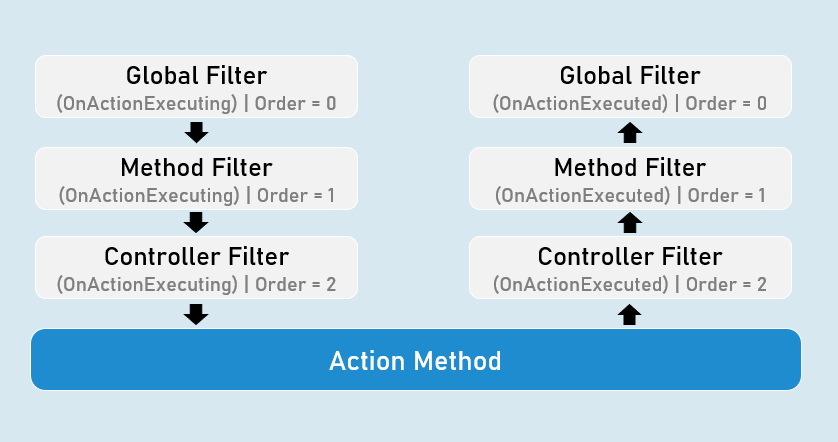 Global Filter
(OnActionExecuting) | Order = 0
Method Filter
(OnActionExecuting) | Order = 1
Controller Filter
(OnActionExecuting) | Order = 2
Global Filter
(OnActionExecuted) | Order = 0
Method Filter
(OnActionExecuted) | Order = 1
Controller Filter
(OnActionExecuted) | Order = 2
Action Method